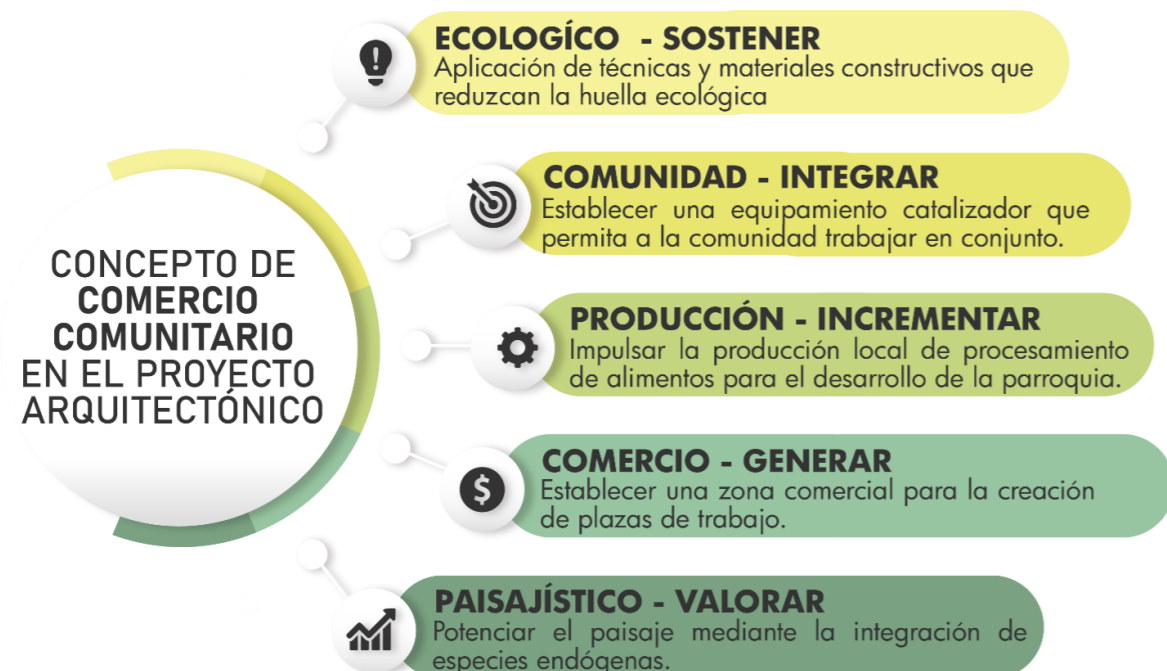 CONCEPTO DE
COMERCIO
COMUNITARIO
EN EL PROYECTO
ARQUITECTÓNICO
ECOLOGÍCO - SOSTENER
Aplicación de técnicas y materiales constructivos que
reduzcan la huella ecológica
COMUNIDAD - INTEGRAR
Establecer una equipamiento catalizador que
permita a la comunidad trabajar en conjunto.
PRODUCCIÓN - INCREMENTAR
Impulsar la producción local de procesamiento
de alimentos para el desarrollo de la parroquia.
COMERCIO - GENERAR
Establecer una zona comercial para la creación
de plazas de trabajo.
PAISAJÍSTICO - VALORAR
Potenciar el paisaje mediante la integración de
especies endógenas.